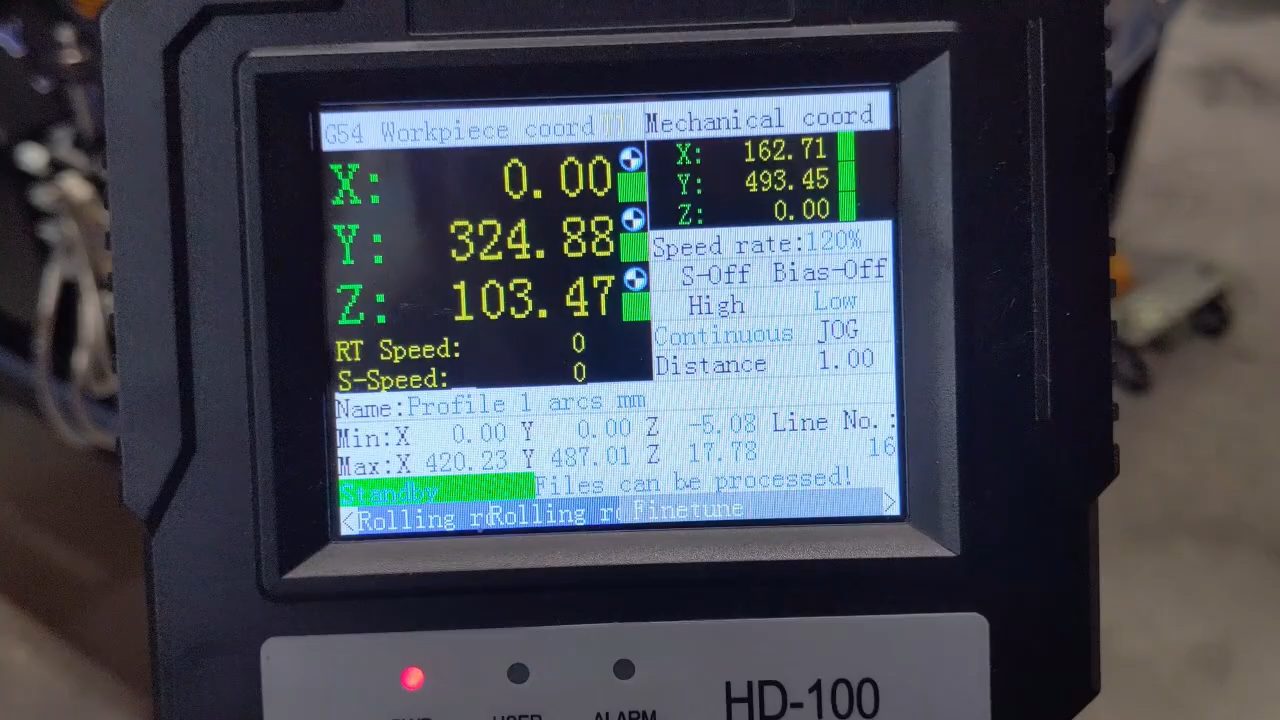 G54 Workpiece coord T1 Mechanical coord
X: 0.00 X: 162.71
Y: 324.88 Y: 493.45
Z: 103.47 Z: 0.00
Speed rate:120%
S-Off Bias-Off
High Low
Continuous JOG
Distance 1.00
RT Speed: 0
S-Speed: 0
Name:Profile 1 arcs mm
Min:X 0.00 Y 0.00 Z -5.08 Line No.:
Max:X 420.23 Y 487.01 Z 17.78 16
Standby Files can be processed!
<Rolling r Rolling r Finetune >
ALARM
HD-100